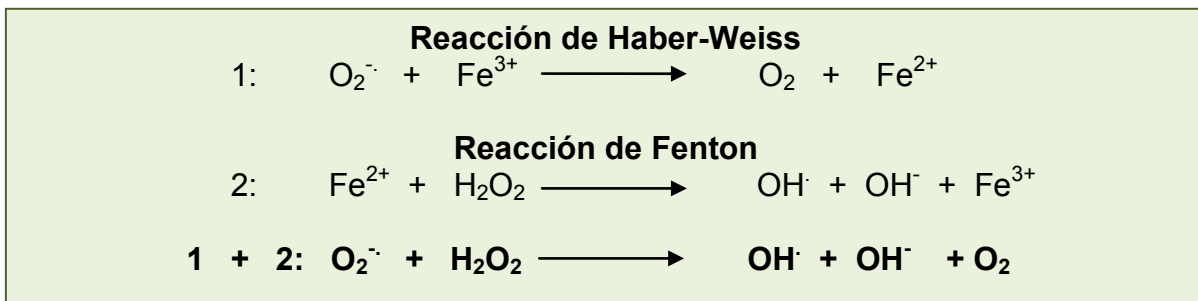 Reacción de Haber-Weiss
1: O₂⁻· + Fe³⁺ ⟶ O₂ + Fe²⁺
Reacción de Fenton
2: Fe²⁺ + H₂O₂ ⟶ OH· + OH⁻ + Fe³⁺
1 + 2: O₂⁻· + H₂O₂ ⟶ OH· + OH⁻ + O₂